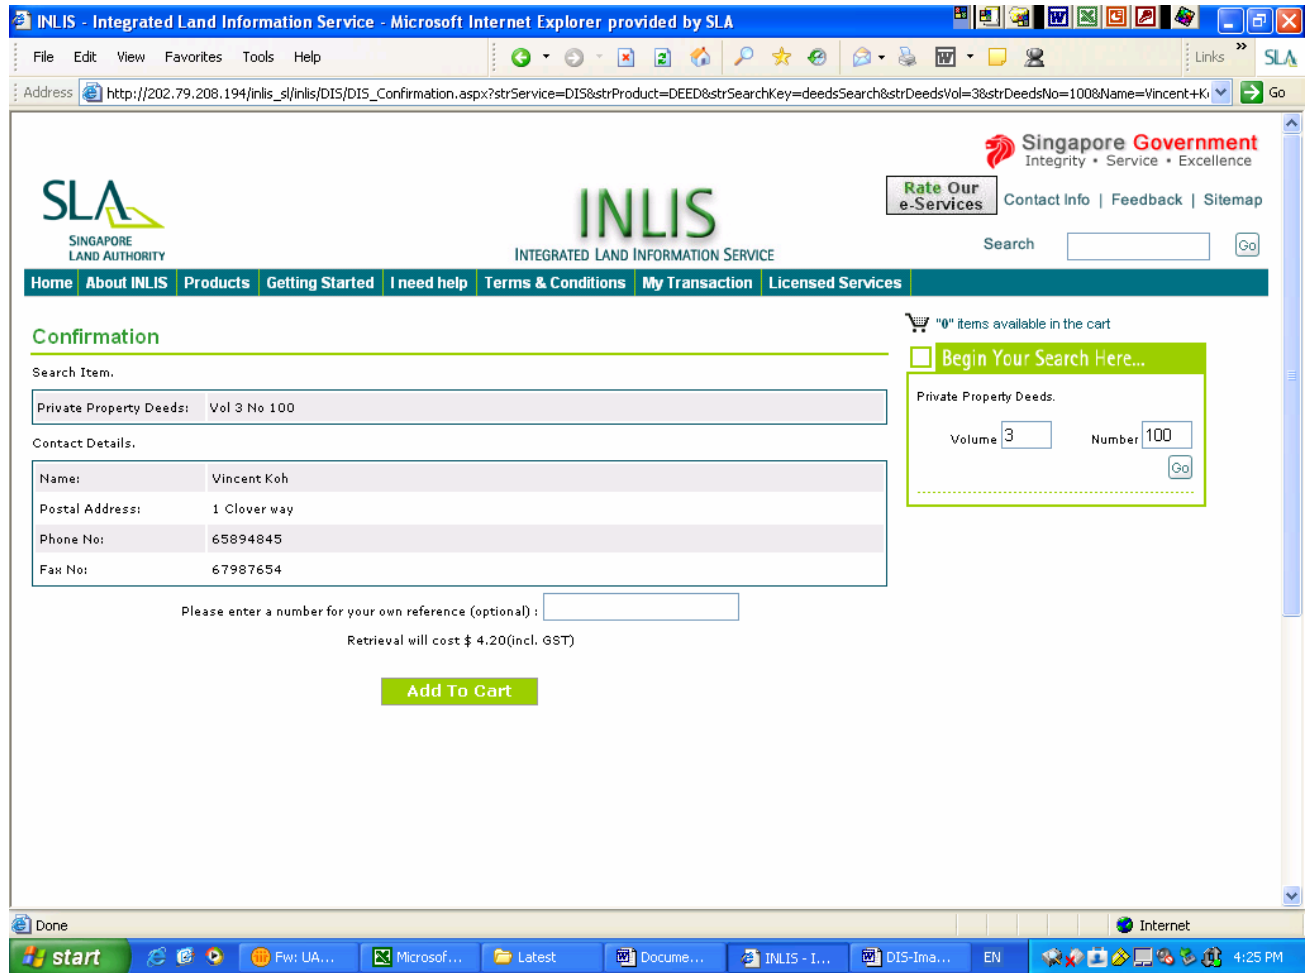 INLIS - Integrated Land Information Service - Microsoft Internet Explorer provided by SLA
File Edit View Favorites Tools Help Links » SLA
Address http://202.79.208.194/inlis_sl/inlis/DIS/DIS_Confirmation.aspx?strService=DIS&strProduct=DEED&strSearchKey=deedsSearch&strDeedsVol=3&strDeedsNo=100&Name=Vincent+K Go
Singapore Government
Integrity • Service • Excellence
SLA
SINGAPORE
LAND AUTHORITY
INLIS
INTEGRATED LAND INFORMATION SERVICE
Rate Our
e-Services
Contact Info | Feedback | Sitemap
Search Go
Home About INLIS Products Getting Started I need help Terms & Conditions My Transaction Licensed Services
"0" items available in the cart
Confirmation
Begin Your Search Here...
Search Item.
Private Property Deeds: Vol 3 No 100
Private Property Deeds.
Volume 3 Number 100
Go
Contact Details.
Name: Vincent Koh
Postal Address: 1 Clover way
Phone No: 65894845
Fax No: 67987654
Please enter a number for your own reference (optional) :
Retrieval will cost $ 4.20(incl. GST)
Add To Cart
Done Internet
start Fw: UA... Microsof... Latest Docume... INLIS - I... DIS-Ima... EN 4:25 PM